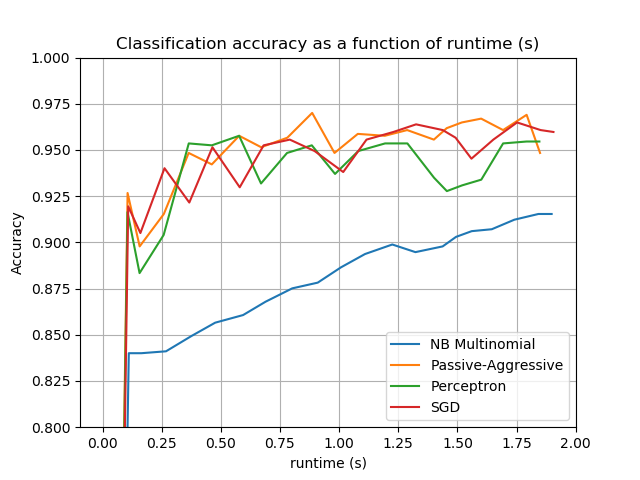 Classification accuracy as a function of runtime (s)
1.000
0.975
0.950
0.925
0.900
0.875
0.850
0.825
0.800
Accuracy
NB Multinomial
Passive-Aggressive
Perceptron
SGD
0.00 0.25 0.50 0.75 1.00 1.25 1.50 1.75 2.00
runtime (s)